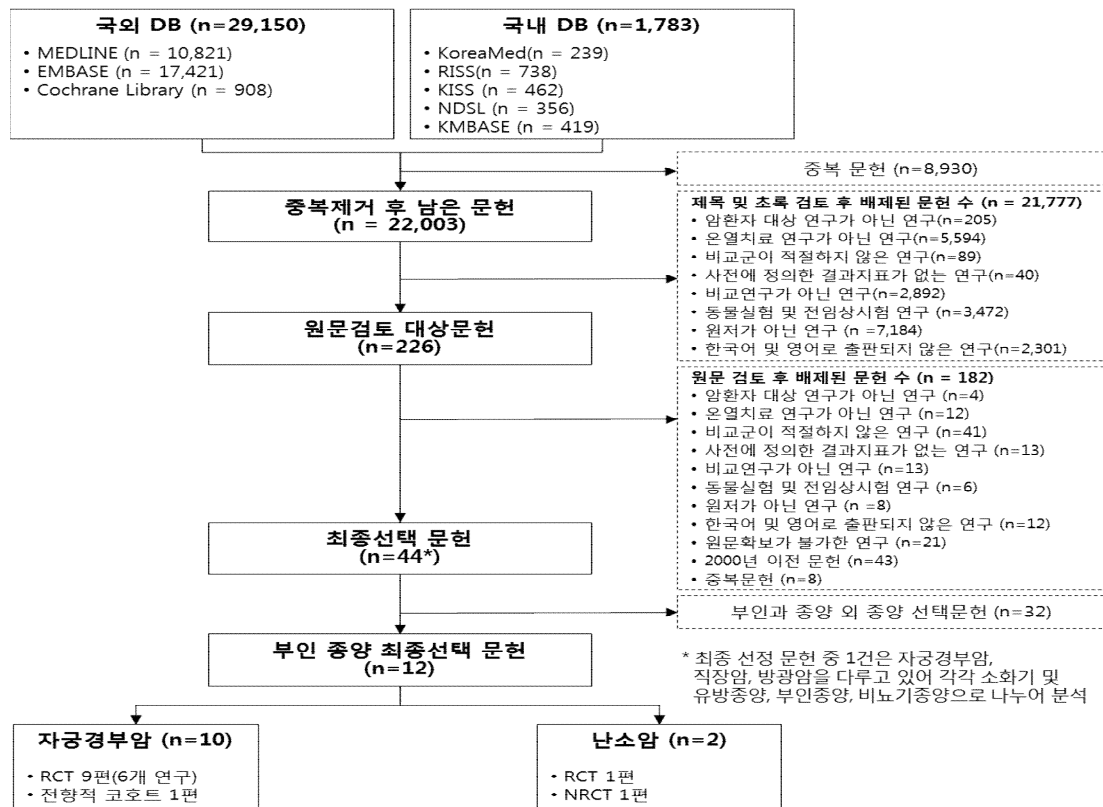 국외 DB (n=29,150)
• MEDLINE (n = 10,821)
• EMBASE (n = 17,421)
• Cochrane Library (n = 908)
국내 DB (n=1,783)
• KoreaMed(n = 239)
• RISS(n = 738)
• KISS (n = 462)
• NDSL (n = 356)
• KMBASE (n = 419)
중복 문헌 (n=8,930)
중복제거 후 남은 문헌
(n = 22,003)
제목 및 초록 검토 후 배제된 문헌 수 (n = 21,777)
• 암환자 대상 연구가 아닌 연구(n=205)
• 온열치료 연구가 아닌 연구(n=5,594)
• 비교군이 적절하지 않은 연구(n=89)
• 사전에 정의한 결과지표가 없는 연구(n=40)
• 비교연구가 아닌 연구(n=2,892)
• 동물실험 및 전임상시험 연구(n=3,472)
• 원저가 아닌 연구 (n =7,184)
• 한국어 및 영어로 출판되지 않은 연구(n=2,301)
원문검토 대상문헌
(n=226)
원문 검토 후 배제된 문헌 수 (n = 182)
• 암환자 대상 연구가 아닌 연구 (n=4)
• 온열치료 연구가 아닌 연구 (n=12)
• 비교군이 적절하지 않은 연구 (n=41)
• 사전에 정의한 결과지표가 없는 연구 (n=13)
• 비교연구가 아닌 연구 (n=13)
• 동물실험 및 전임상시험 연구 (n=6)
• 원저가 아닌 연구 (n =8)
• 한국어 및 영어로 출판되지 않은 연구 (n=12)
• 원문확보가 불가한 연구 (n=21)
• 2000년 이전 문헌 (n=43)
• 중복문헌 (n=8)
최종선택 문헌
(n=44*)
부인과 종양 외 종양 선택문헌 (n=32)
부인 종양 최종선택 문헌
(n=12)
* 최종 선정 문헌 중 1건은 자궁경부암,
직장암, 방광암을 다루고 있어 각각 소화기 및
유방종양, 부인종양, 비뇨기종양으로 나누어 분석
자궁경부암 (n=10)
• RCT 9편(6개 연구)
• 전향적 코호트 1편
난소암 (n=2)
• RCT 1편
• NRCT 1편